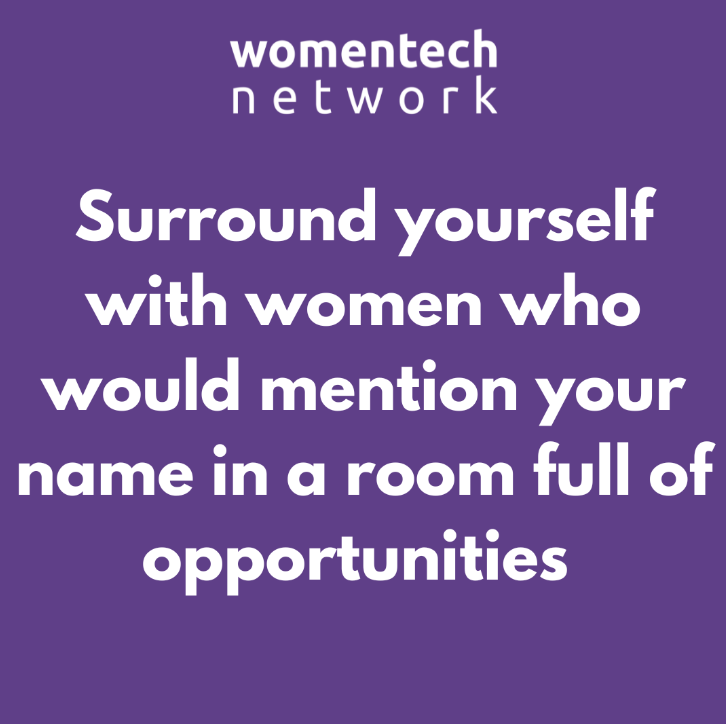 womentech
network
Surround yourself
with women who
would mention your
name in a room full of
opportunities